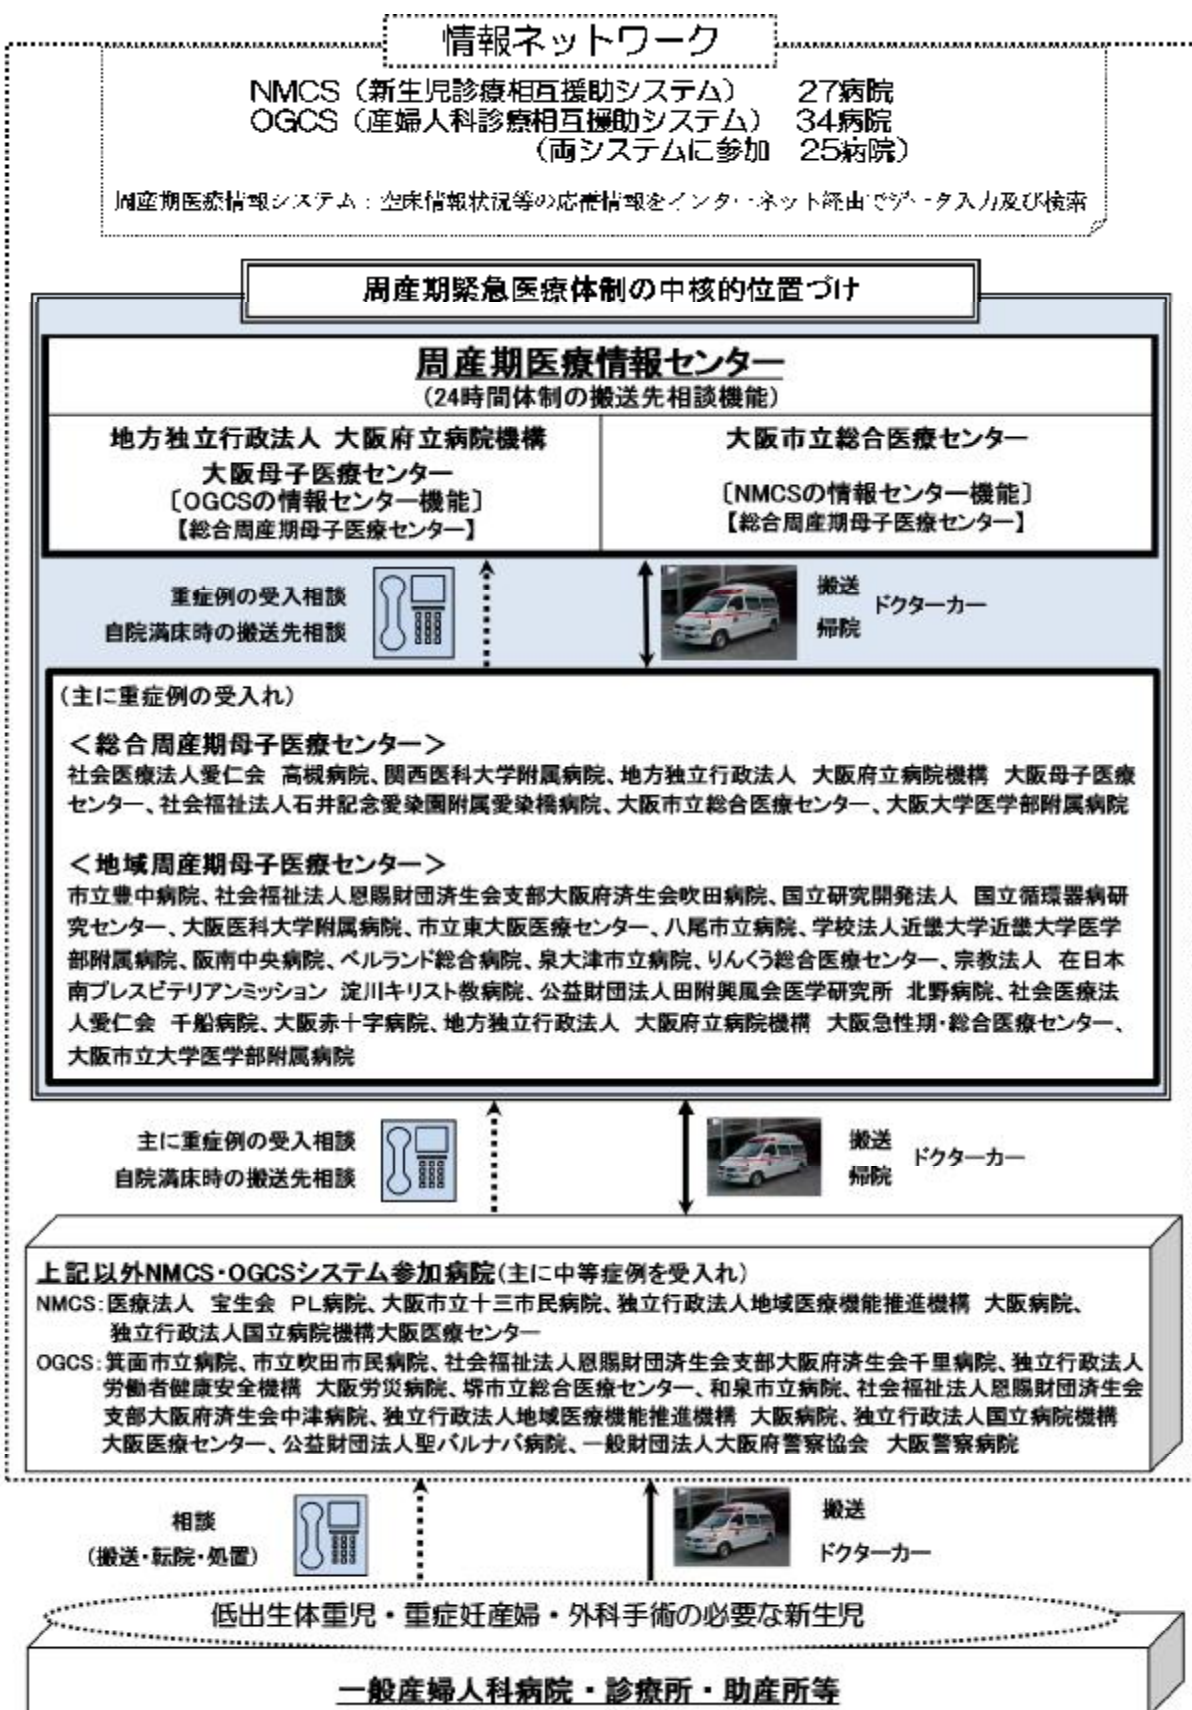 情報ネットワーク
NMCS（新生児診療相互援助システム）　27病院
OGCS（産婦人科診療相互援助システム）　34病院
（両システムに参加　25病院）
周産期医療情報システム：空床情報状況等の応需情報をインターネット経由でデータ入力及び検索
周産期緊急医療体制の中核的位置づけ
周産期医療情報センター
（24時間体制の搬送先相談機能）
地方独立行政法人 大阪府立病院機構
大阪母子医療センター
〔OGCSの情報センター機能〕
【総合周産期母子医療センター】
大阪市立総合医療センター
〔NMCSの情報センター機能〕
【総合周産期母子医療センター】
重症例の受入相談
自院満床時の搬送先相談
搬送
帰院
ドクターカー
（主に重症例の受入れ）
＜総合周産期母子医療センター＞
社会医療法人愛仁会　高槻病院、関西医科大学附属病院、地方独立行政法人　大阪府立病院機構　大阪母子医療
センター、社会福祉法人石井記念愛染園附属愛染橋病院、大阪市立総合医療センター、大阪大学医学部附属病院
＜地域周産期母子医療センター＞
市立豊中病院、社会福祉法人恩賜財団済生会支部大阪府済生会吹田病院、国立研究開発法人　国立循環器病研
究センター、大阪医科大学附属病院、市立東大阪医療センター、八尾市立病院、学校法人近畿大学近畿大学医学
部附属病院、阪南中央病院、ベルランド総合病院、泉大津市立病院、りんくう総合医療センター、宗教法人　在日本
南プレスビテリアンミッション　淀川キリスト教病院、公益財団法人田附興風会医学研究所　北野病院、社会医療法
人愛仁会　千船病院、大阪赤十字病院、地方独立行政法人　大阪府立病院機構　大阪急性期・総合医療センター、
大阪市立大学医学部附属病院
主に重症例の受入相談
自院満床時の搬送先相談
搬送
帰院
ドクターカー
上記以外NMCS・OGCSシステム参加病院（主に中等症例を受入れ）
NMCS：医療法人　宝生会　PL病院、大阪市立十三市民病院、独立行政法人地域医療機能推進機構　大阪病院、
独立行政法人国立病院機構大阪医療センター
OGCS：箕面市立病院、市立吹田市民病院、社会福祉法人恩賜財団済生会支部大阪府済生会千里病院、独立行政法人
労働者健康安全機構　大阪労災病院、堺市立総合医療センター、和泉市立病院、社会福祉法人恩賜財団済生会
支部大阪府済生会中津病院、独立行政法人地域医療機能推進機構　大阪病院、独立行政法人国立病院機構
大阪医療センター、公益財団法人聖バルナバ病院、一般財団法人大阪府警察協会　大阪警察病院
相談
（搬送・転院・処置）
搬送
ドクターカー
低出生体重児・重症妊産婦・外科手術の必要な新生児
一般産婦人科病院・診療所・助産所等